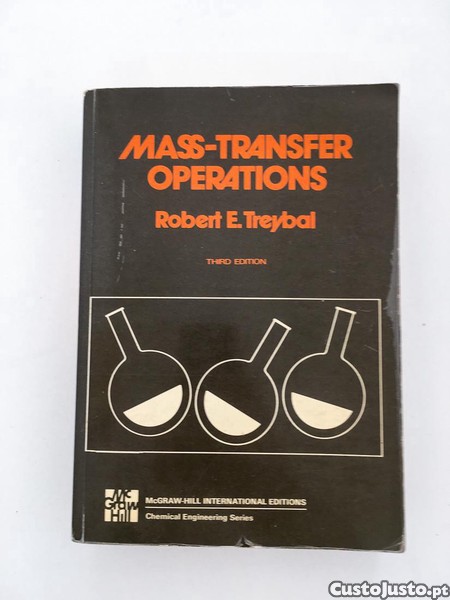 MASS-TRANSFER
OPERATIONS
Robert E. Treybal
THIRD EDITION
Mc
Graw
Hill
McGRAW-HILL INTERNATIONAL EDITIONS
Chemical Engineering Series
CustoJusto.pt